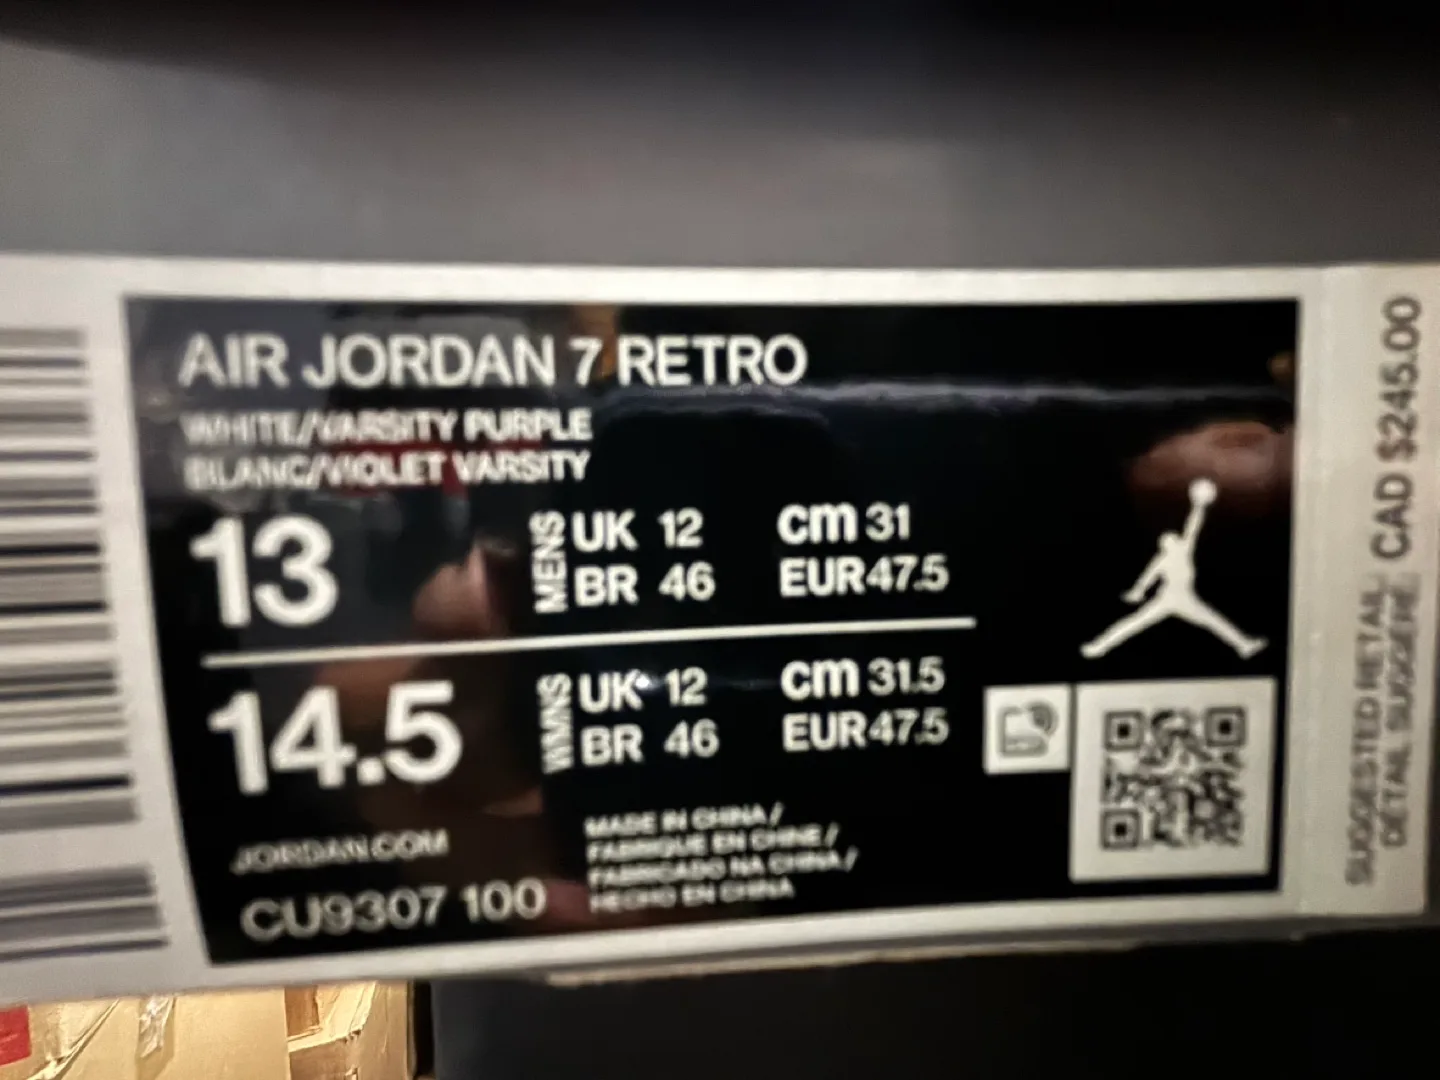 AIR JORDAN 7 RETRO
WHITE/VARSITY PURPLE
BLANC/VIOLET VARSITY
13
MENS
UK 12 cm 31
BR 46 EUR 47.5
14.5
WMNS
UK 12 cm 31.5
BR 46 EUR 47.5
JORDAN.COM
CU9307 100
MADE IN CHINA /
FABRIQUE EN CHINE /
FABRICADO NA CHINA /
HECHO EN CHINA
SUGGESTED RETAIL CAD $245.00
DÉTAIL SUGGÉRÉ